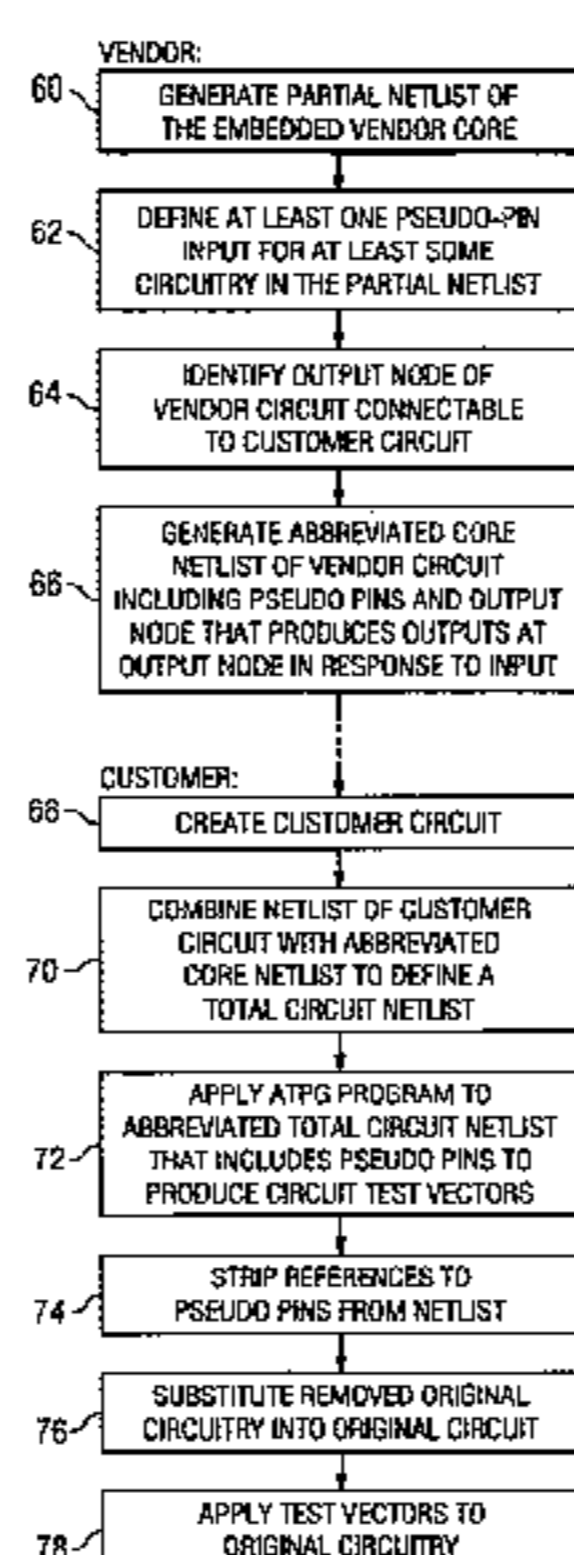 VENDOR:
60
GENERATE PARTIAL NETLIST OF
THE EMBEDDED VENDOR CORE
62
DEFINE AT LEAST ONE PSEUDO-PIN
INPUT FOR AT LEAST SOME
CIRCUITRY IN THE PARTIAL NETLIST
64
IDENTIFY OUTPUT NODE OF
VENDOR CIRCUIT CONNECTABLE
TO CUSTOMER CIRCUIT
66
GENERATE ABBREVIATED CORE
NETLIST OF VENDOR CIRCUIT
INCLUDING PSEUDO PINS AND OUTPUT
NODE THAT PRODUCES OUTPUTS AT
OUTPUT NODE IN RESPONSE TO INPUT
CUSTOMER:
68
CREATE CUSTOMER CIRCUIT
70
COMBINE NETLIST OF CUSTOMER
CIRCUIT WITH ABBREVIATED
CORE NETLIST TO DEFINE A
TOTAL CIRCUIT NETLIST
72
APPLY ATPG PROGRAM TO
ABBREVIATED TOTAL CIRCUIT NETLIST
THAT INCLUDES PSEUDO PINS TO
PRODUCE CIRCUIT TEST VECTORS
74
STRIP REFERENCES TO
PSEUDO PINS FROM NETLIST
76
SUBSTITUTE REMOVED ORIGINAL
CIRCUITRY INTO ORIGINAL CIRCUIT
78
APPLY TEST VECTORS TO
ORIGINAL CIRCUITRY